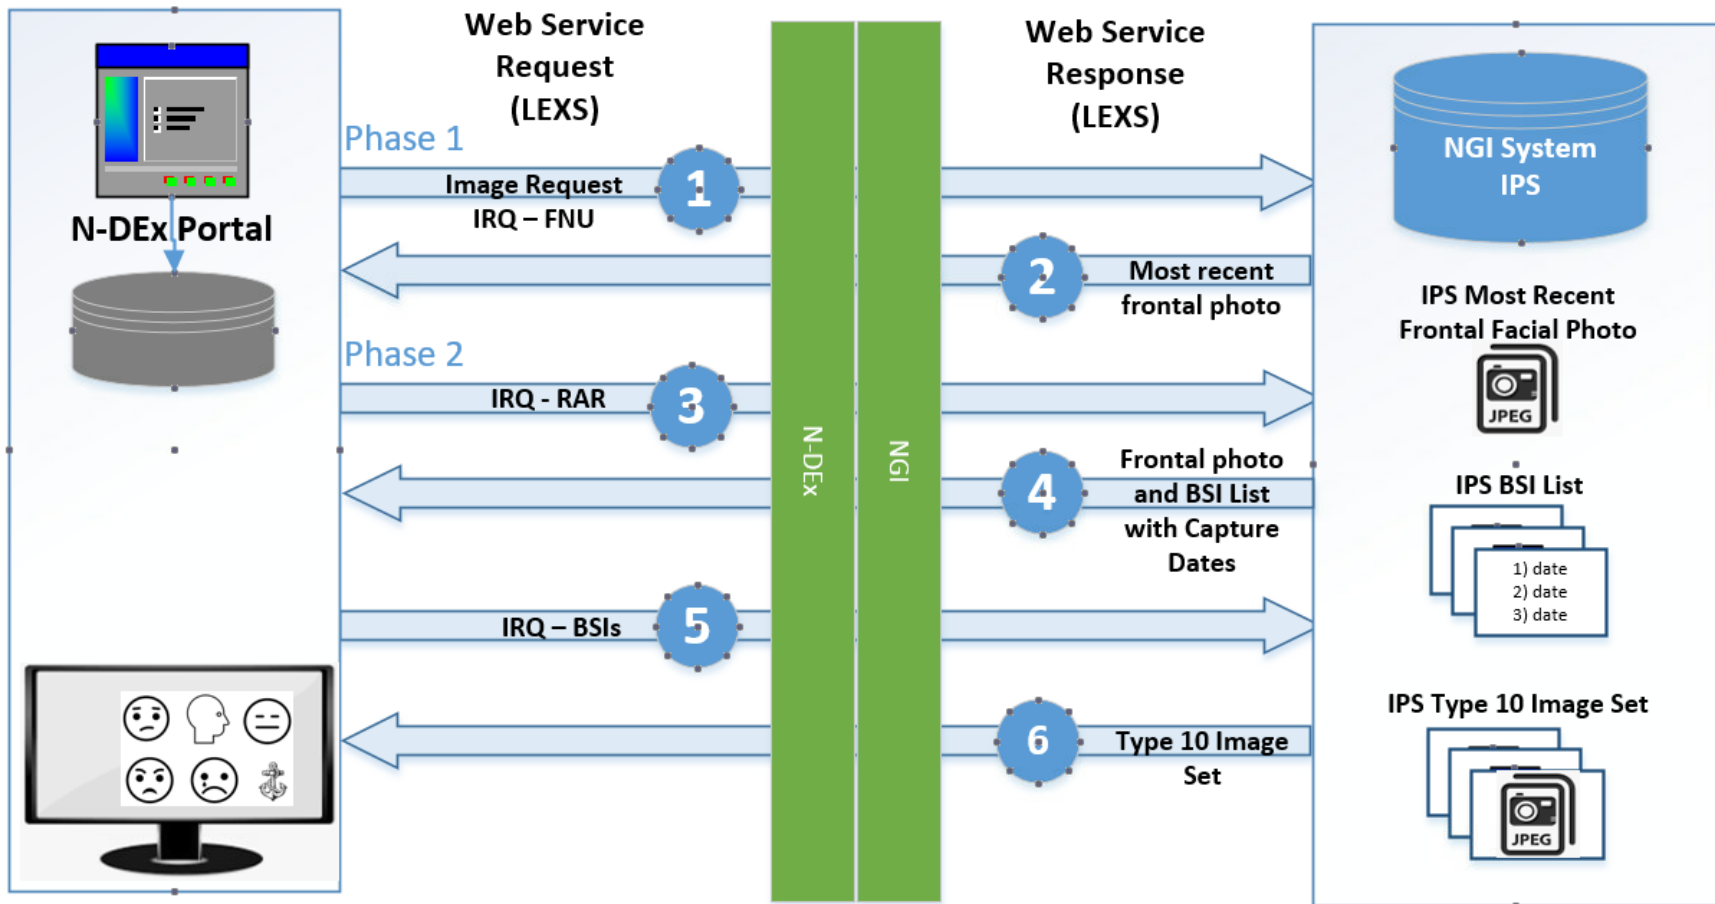 Web Service
Request
(LEXS)
Web Service
Response
(LEXS)
N-DEx Portal
Phase 1
Image Request
IRQ – FNU
1
2
Most recent
frontal photo
Phase 2
IRQ - RAR
3
4
Frontal photo
and BSI List
with Capture
Dates
IRQ – BSIs
5
6
Type 10 Image
Set
N-DEx
NGI
NGI System
IPS
IPS Most Recent
Frontal Facial Photo
JPEG
IPS BSI List
1) date
2) date
3) date
IPS Type 10 Image Set
JPEG